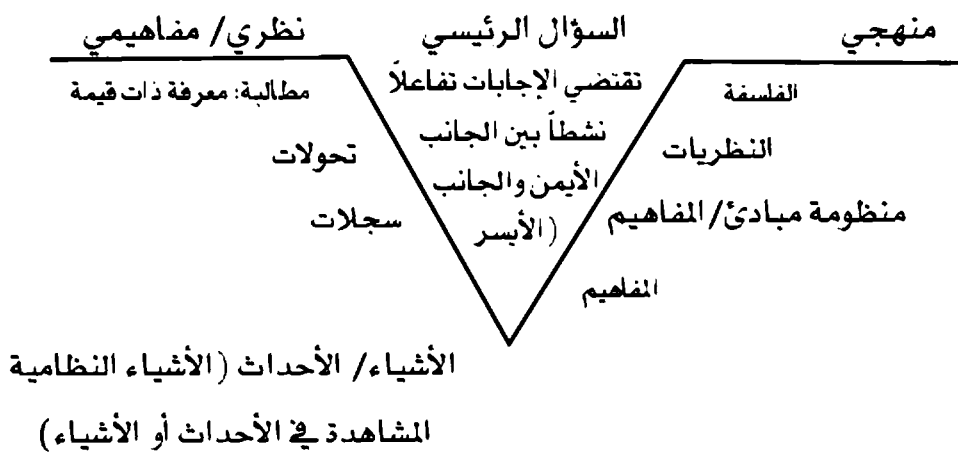 منهجي
السؤال الرئيسي
نظري/ مفاهيمي
تقتضي الإجابات تفاعلاً
نشطاً بين الجانب
الأيمن والجانب
(الأيسر
الفلسفة
النظريات
منظومة مبادئ/ المفاهيم
المفاهيم
مطالبة: معرفة ذات قيمة
تحولات
سجلات
الأشياء/ الأحداث (الأشياء النظامية
المشاهدة في الأحداث أو الأشياء)